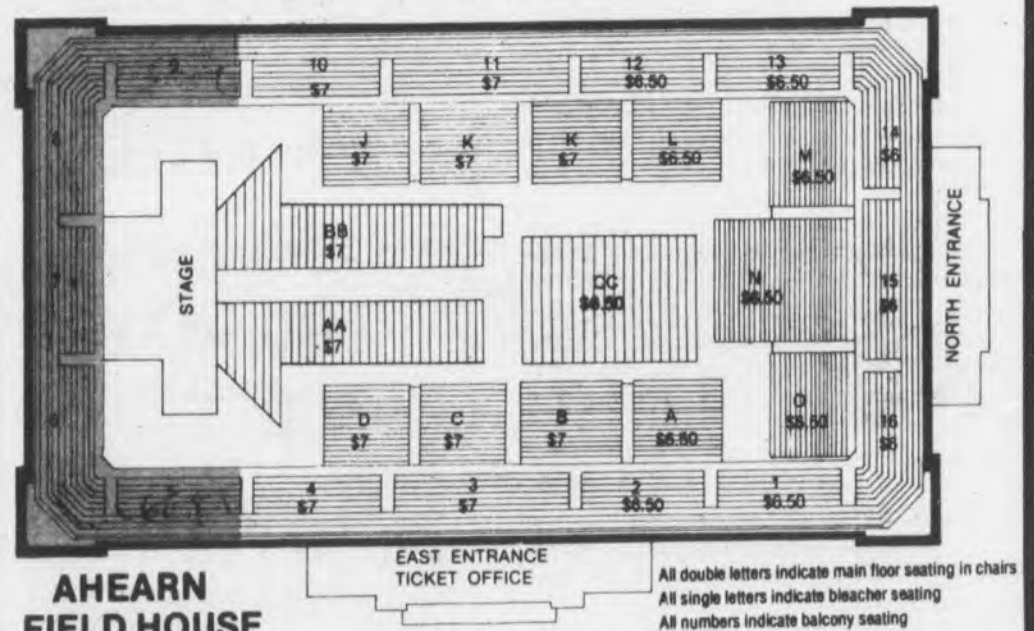 10
$7
11
$7
12
$6.50
13
$6.50
J
$7
K
$7
K
$7
L
$6.50
M
$6.50
14
$6
BB
$7
STAGE
CC
$6.50
N
$6.50
15
$6
NORTH ENTRANCE
AA
$7
7
6
D
$7
C
$7
B
$7
A
$6.50
O
$6.50
16
$6
4
$7
3
$7
2
$6.50
1
$6.50
EAST ENTRANCE
TICKET OFFICE
AHEARN
FIELD HOUSE
All double letters indicate main floor seating in chairs
All single letters indicate bleacher seating
All numbers indicate balcony seating